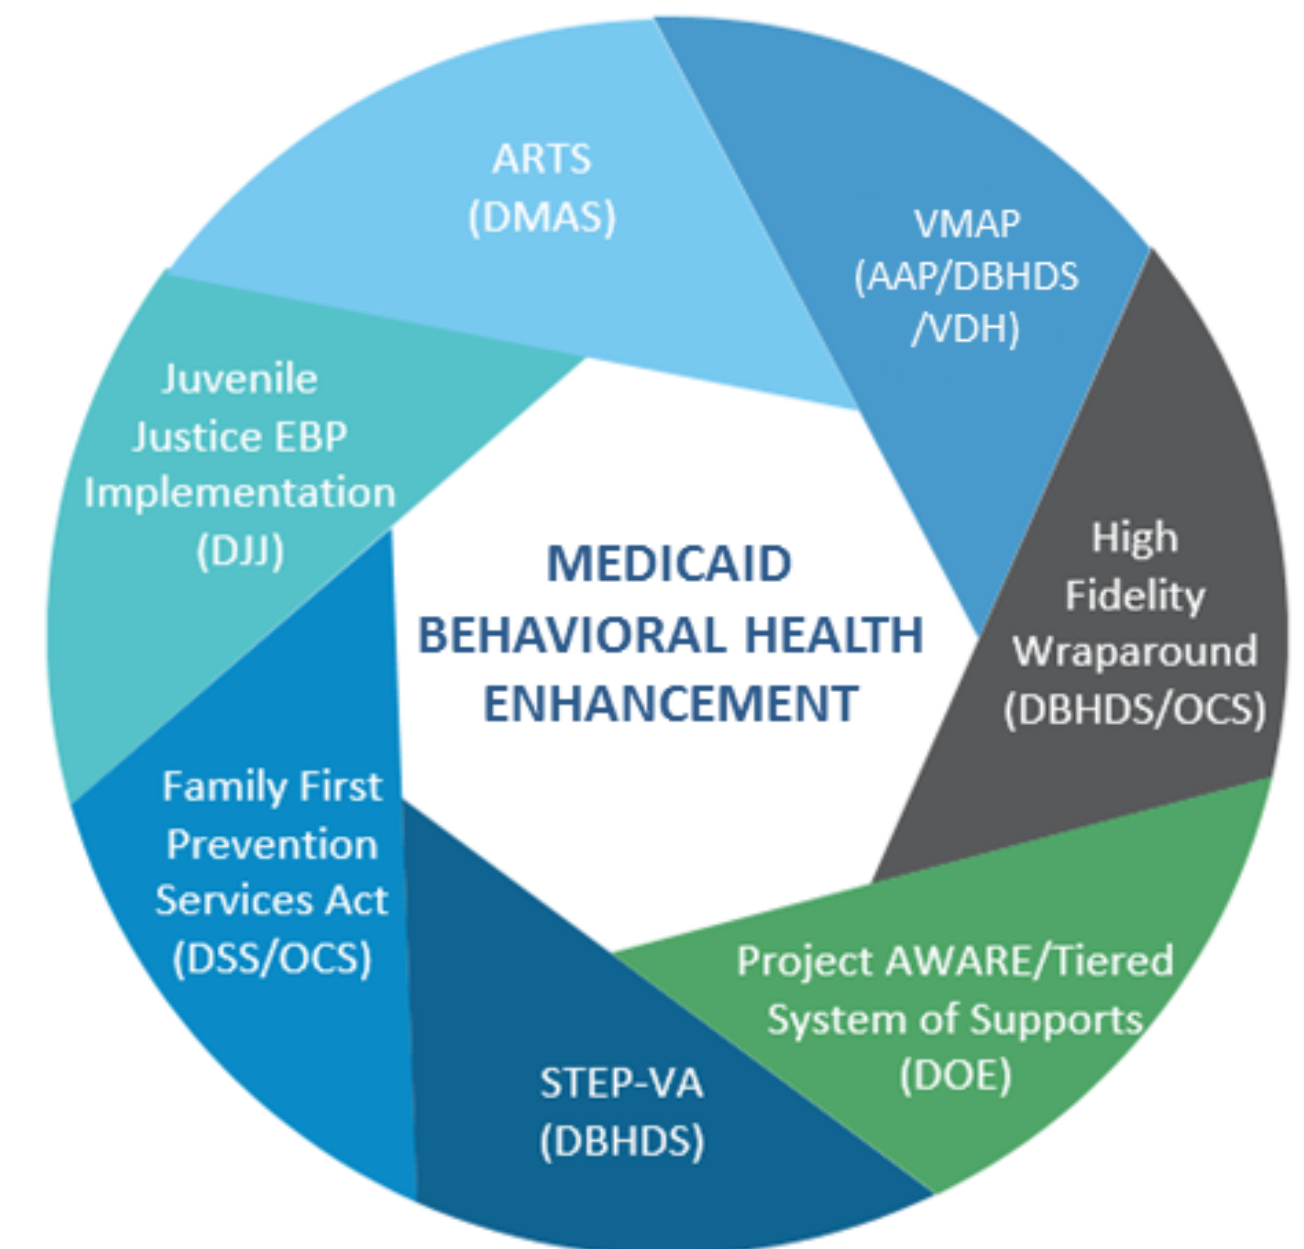 ARTS
(DMAS)
VMAP
(AAP/DBHDS
/VDH)
Juvenile
Justice EBP
Implementation
(DJJ)
High
Fidelity
Wraparound
(DBHDS/OCS)
MEDICAID
BEHAVIORAL HEALTH
ENHANCEMENT
Family First
Prevention
Services Act
(DSS/OCS)
Project AWARE/Tiered
System of Supports
(DOE)
STEP-VA
(DBHDS)